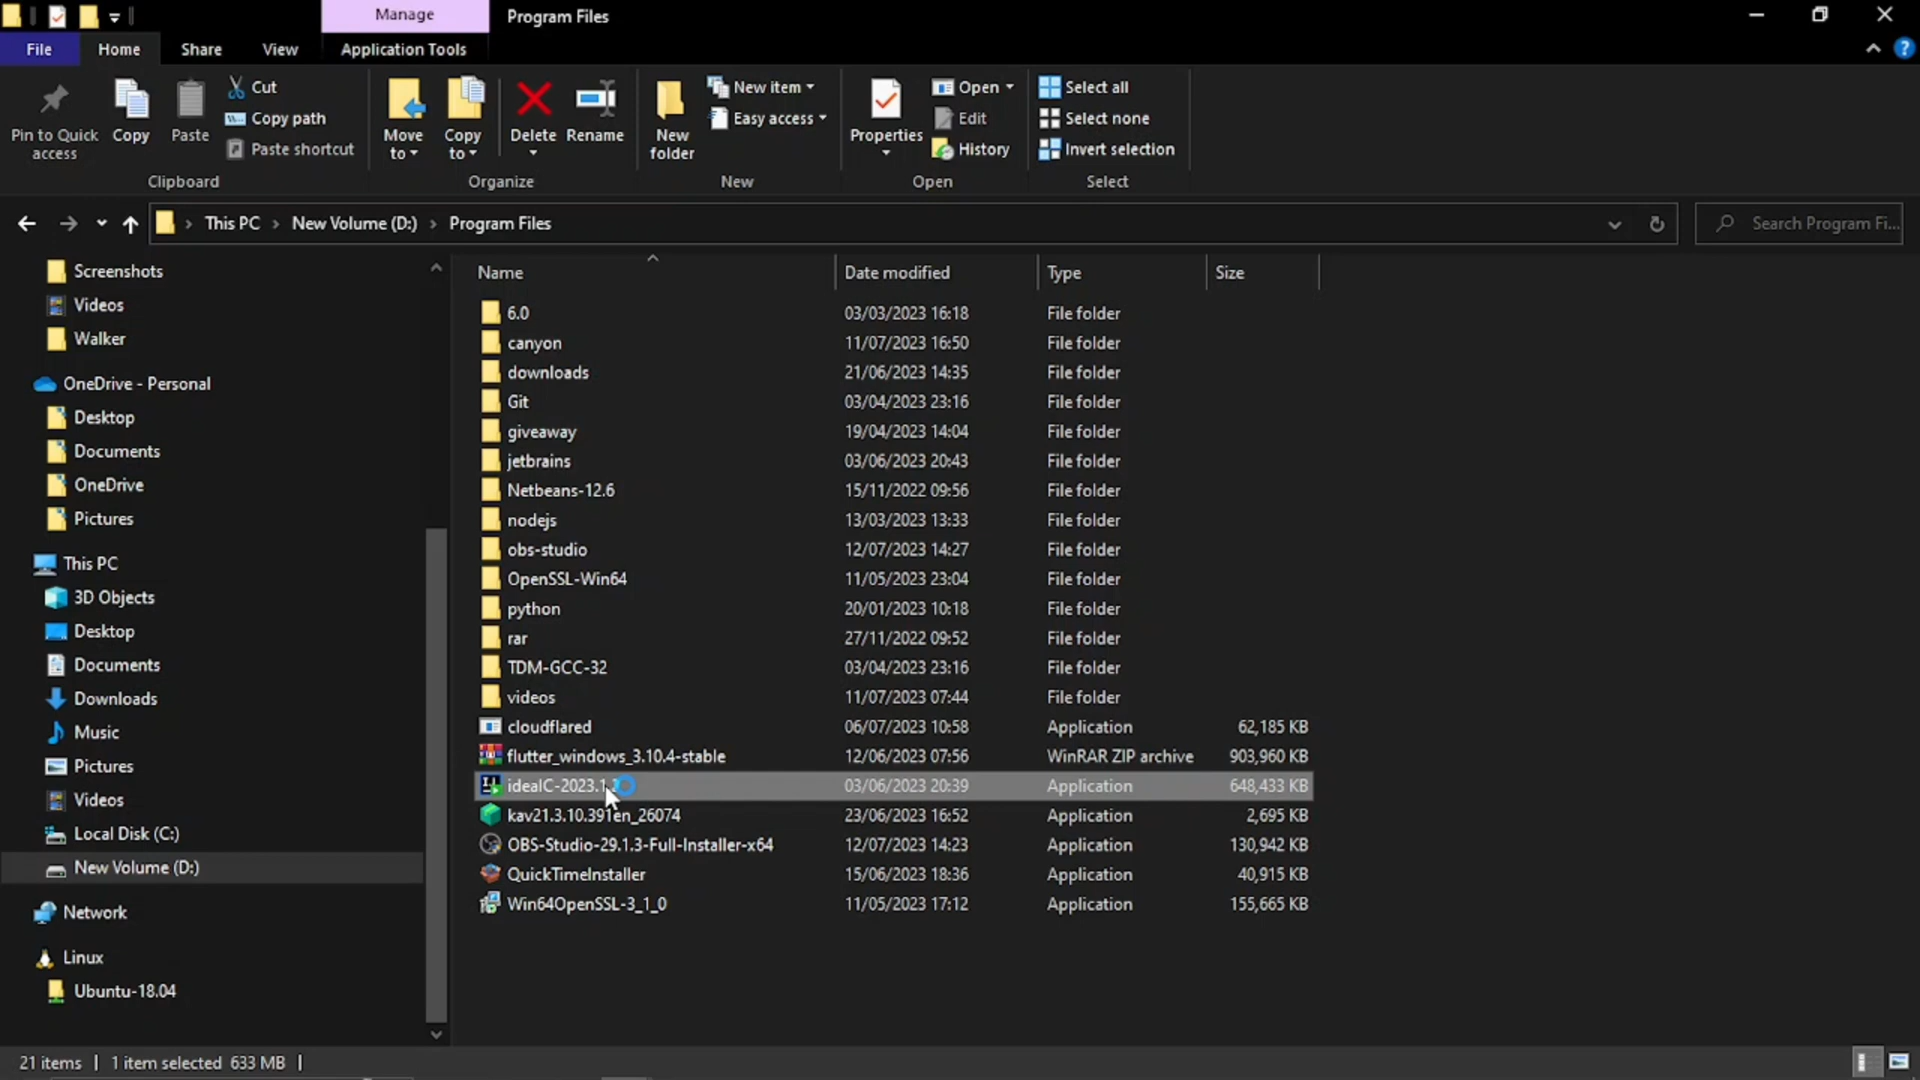 Manage
Program Files
File
Home
Share
View
Application Tools
Pin to Quick access
Copy
Paste
Cut
Copy path
Paste shortcut
Clipboard
Move to
Copy to
Delete
Rename
Organize
New folder
New item
Easy access
New
Properties
Open
Edit
History
Open
Select all
Select none
Invert selection
Select
This PC > New Volume (D:) > Program Files
Search Program Fi...
Screenshots
Videos
Walker
OneDrive - Personal
Desktop
Documents
OneDrive
Pictures
This PC
3D Objects
Desktop
Documents
Downloads
Music
Pictures
Videos
Local Disk (C:)
New Volume (D:)
Network
Linux
Ubuntu-18.04
Name Date modified Type Size
6.0 03/03/2023 16:18 File folder
canyon 11/07/2023 16:50 File folder
downloads 21/06/2023 14:35 File folder
Git 03/04/2023 23:16 File folder
giveaway 19/04/2023 14:04 File folder
jetbrains 03/06/2023 20:43 File folder
Netbeans-12.6 15/11/2022 09:56 File folder
nodejs 13/03/2023 13:33 File folder
obs-studio 12/07/2023 14:27 File folder
OpenSSL-Win64 11/05/2023 23:04 File folder
python 20/01/2023 10:18 File folder
rar 27/11/2022 09:52 File folder
TDM-GCC-32 03/04/2023 23:16 File folder
videos 11/07/2023 07:44 File folder
cloudflared 06/07/2023 10:58 Application 62,185 KB
flutter_windows_3.10.4-stable 12/06/2023 07:56 WinRAR ZIP archive 903,960 KB
ideaIC-2023.1. 03/06/2023 20:39 Application 648,433 KB
kav21.3.10.391en_26074 23/06/2023 16:52 Application 2,695 KB
OBS-Studio-29.1.3-Full-Installer-x64 12/07/2023 14:23 Application 130,942 KB
QuickTimeInstaller 15/06/2023 18:36 Application 40,915 KB
Win64OpenSSL-3_1_0 11/05/2023 17:12 Application 155,665 KB
21 items
1 item selected 633 MB